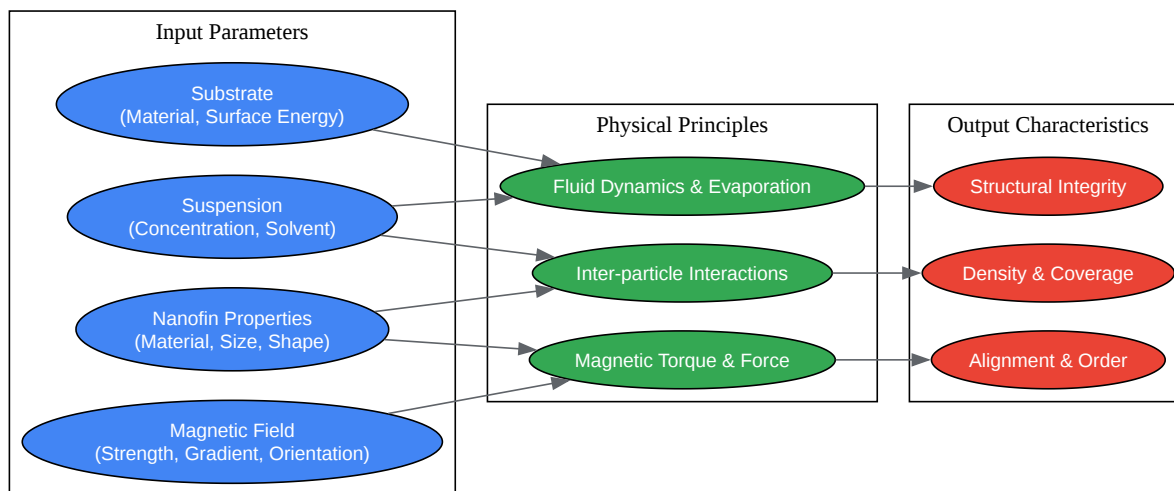 Input Parameters
Substrate
(Material, Surface Energy)
Suspension
(Concentration, Solvent)
Nanofin Properties
(Material, Size, Shape)
Magnetic Field
(Strength, Gradient, Orientation)
Physical Principles
Fluid Dynamics & Evaporation
Inter-particle Interactions
Magnetic Torque & Force
Output Characteristics
Structural Integrity
Density & Coverage
Alignment & Order